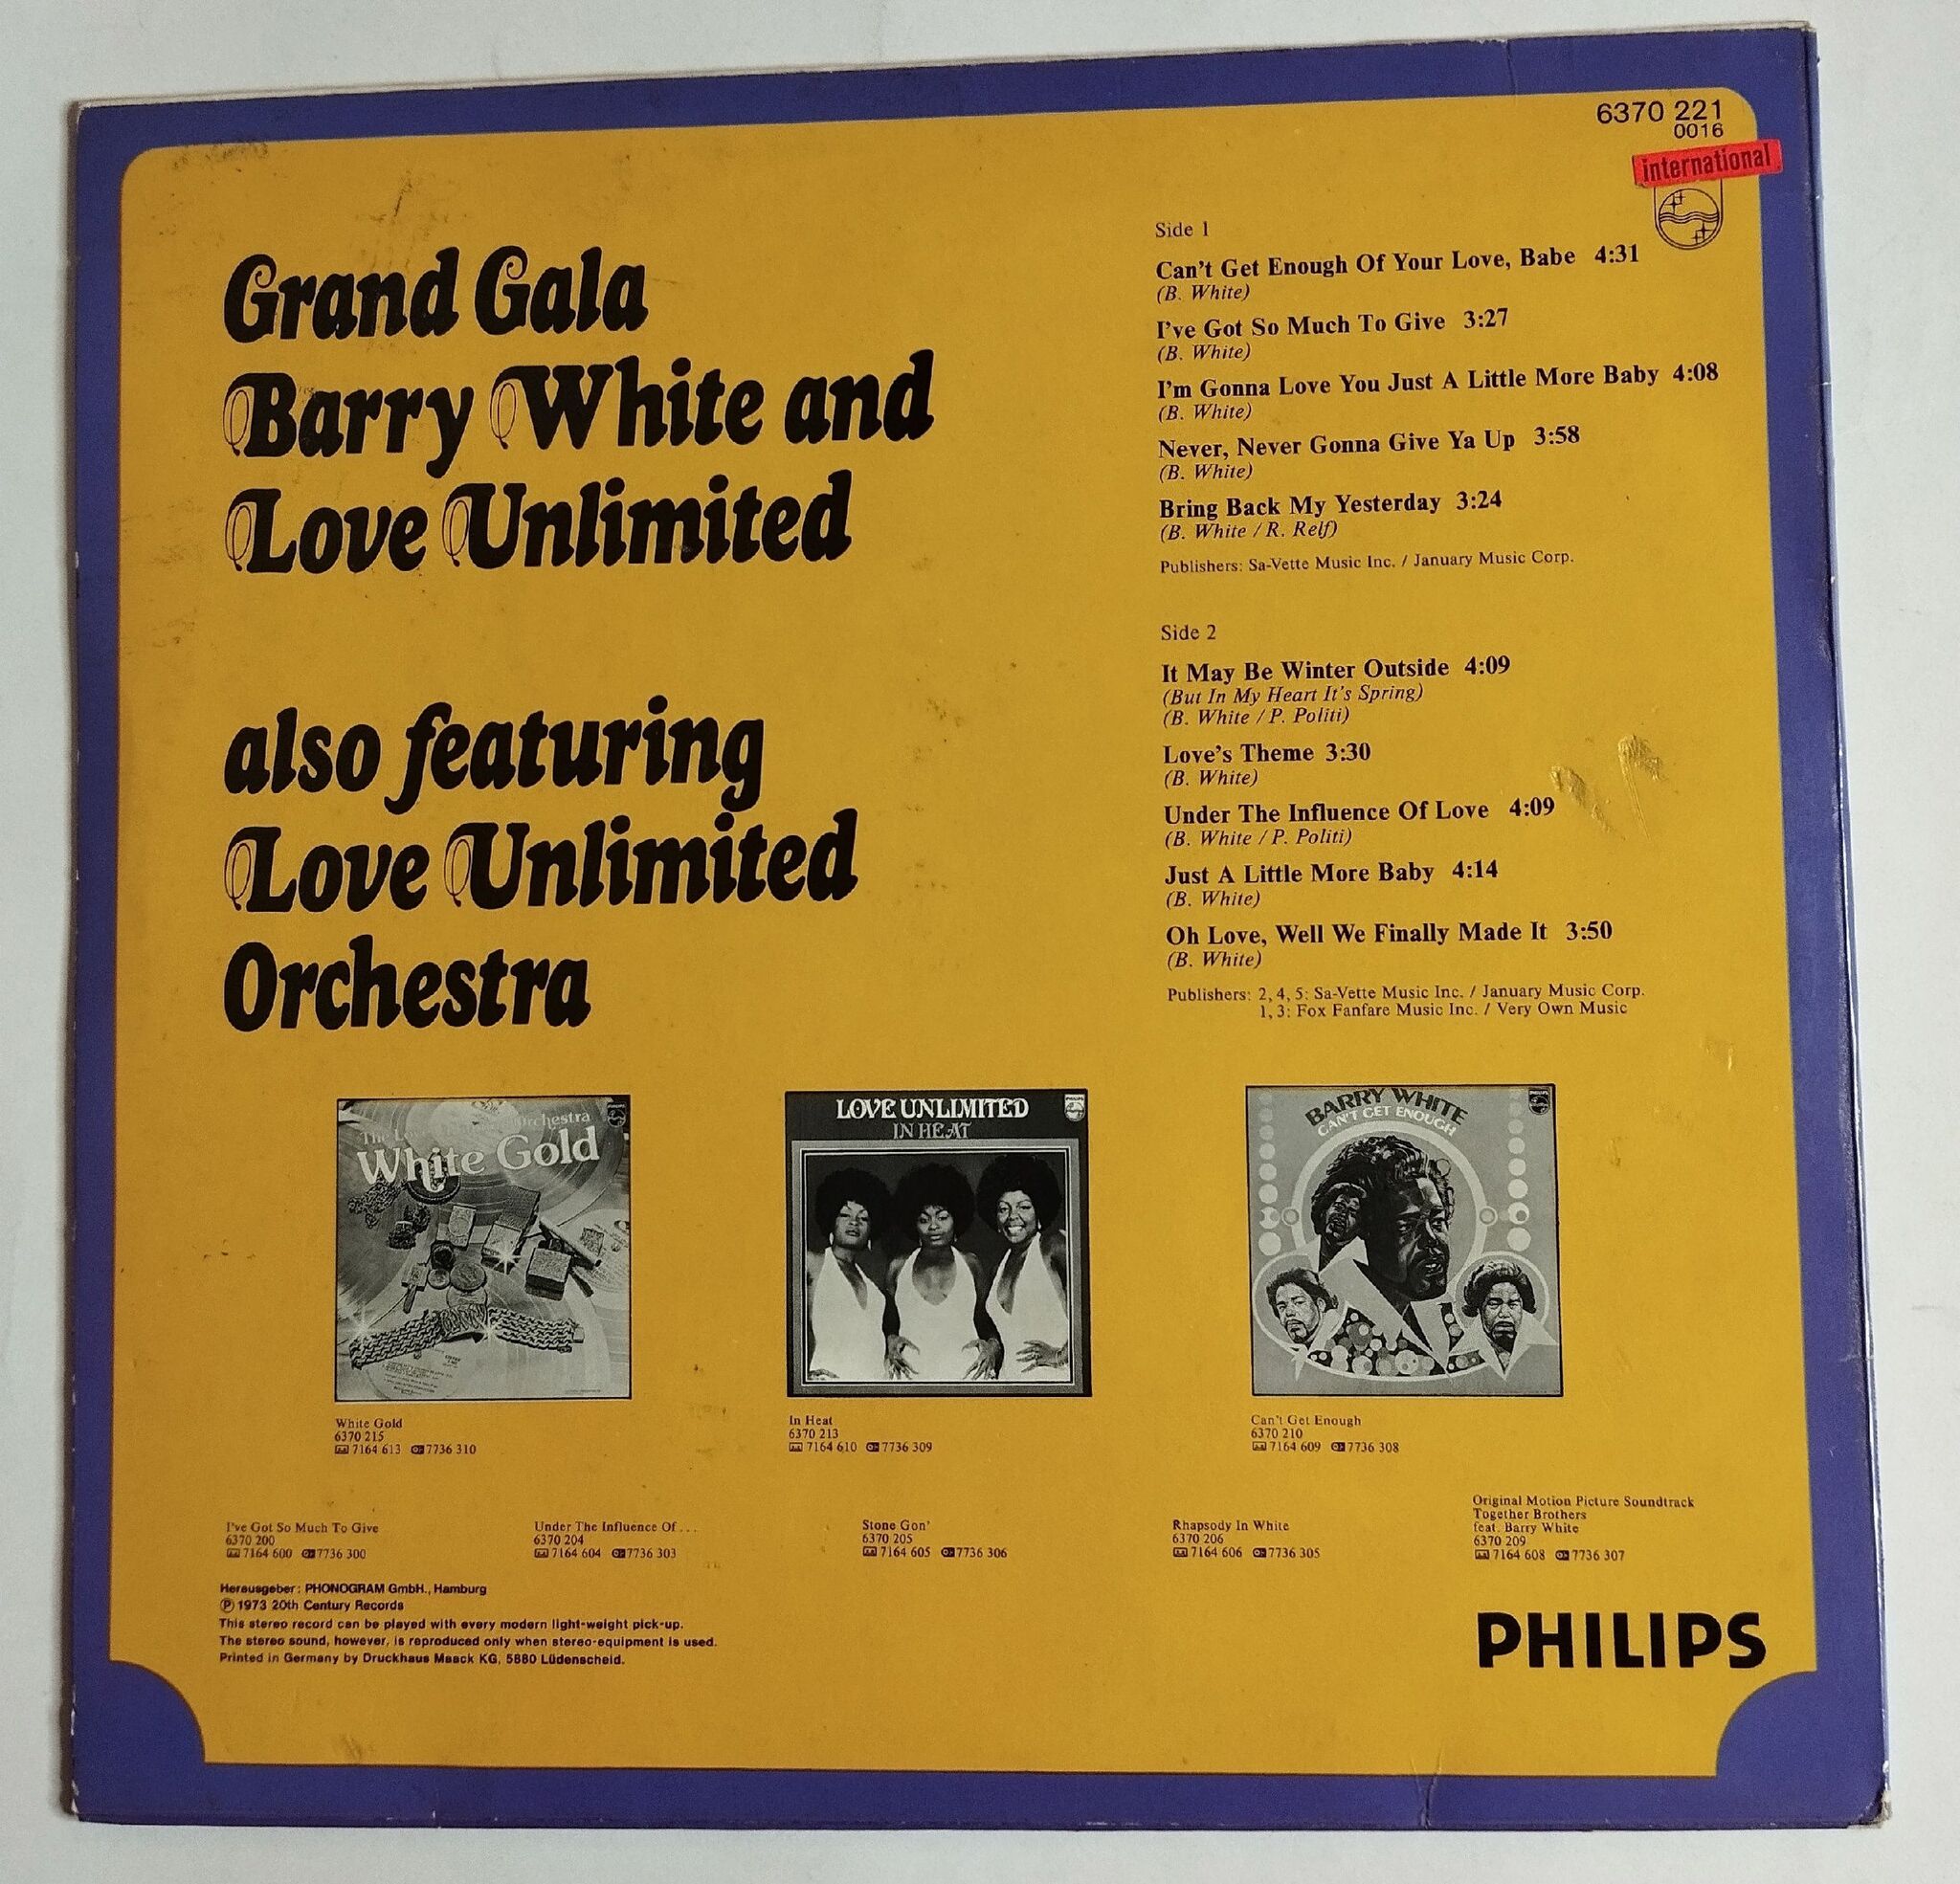 6370 221
0016
international
Grand Gala
Barry White and
Love Unlimited
also featuring
Love Unlimited
Orchestra
Side 1
Can't Get Enough Of Your Love, Babe 4:31
(B. White)
I've Got So Much To Give 3:27
(B. White)
I'm Gonna Love You Just A Little More Baby 4:08
(B. White)
Never, Never Gonna Give Ya Up 3:58
(B. White)
Bring Back My Yesterday 3:24
(B. White / R. Relf)
Publishers: Sa-Vette Music Inc. / January Music Corp.
Side 2
It May Be Winter Outside 4:09
(But In My Heart It's Spring)
(B. White / P. Politi)
Love's Theme 3:30
(B. White)
Under The Influence Of Love 4:09
(B. White / P. Politi)
Just A Little More Baby 4:14
(B. White)
Oh Love, Well We Finally Made It 3:50
(B. White)
Publishers: 2, 4, 5: Sa-Vette Music Inc. / January Music Corp.
1, 3: Fox Fanfare Music Inc. / Very Own Music
Orchestra
White Gold
LOVE UNLIMITED
IN HEAT
BARRY WHITE
CAN'T GET ENOUGH
White Gold
6370 215
7164 613 7736 310
In Heat
6370 213
7164 610 7736 309
Can't Get Enough
6370 210
7164 609 7736 308
I've Got So Much To Give
6370 200
7164 600 7736 300
Under The Influence Of . . .
6370 204
7164 604 7736 303
Stone Gon'
6370 205
7164 605 7736 306
Rhapsody In White
6370 206
7164 606 7736 305
Original Motion Picture Soundtrack
Together Brothers
feat. Barry White
6370 209
7164 608 7736 307
Herausgeber: PHONOGRAM GmbH., Hamburg
Ⓟ 1973 20th Century Records
This stereo record can be played with every modern light-weight pick-up.
The stereo sound, however, is reproduced only when stereo-equipment is used.
Printed in Germany by Druckhaus Maack KG, 5880 Lüdenscheid.
PHILIPS